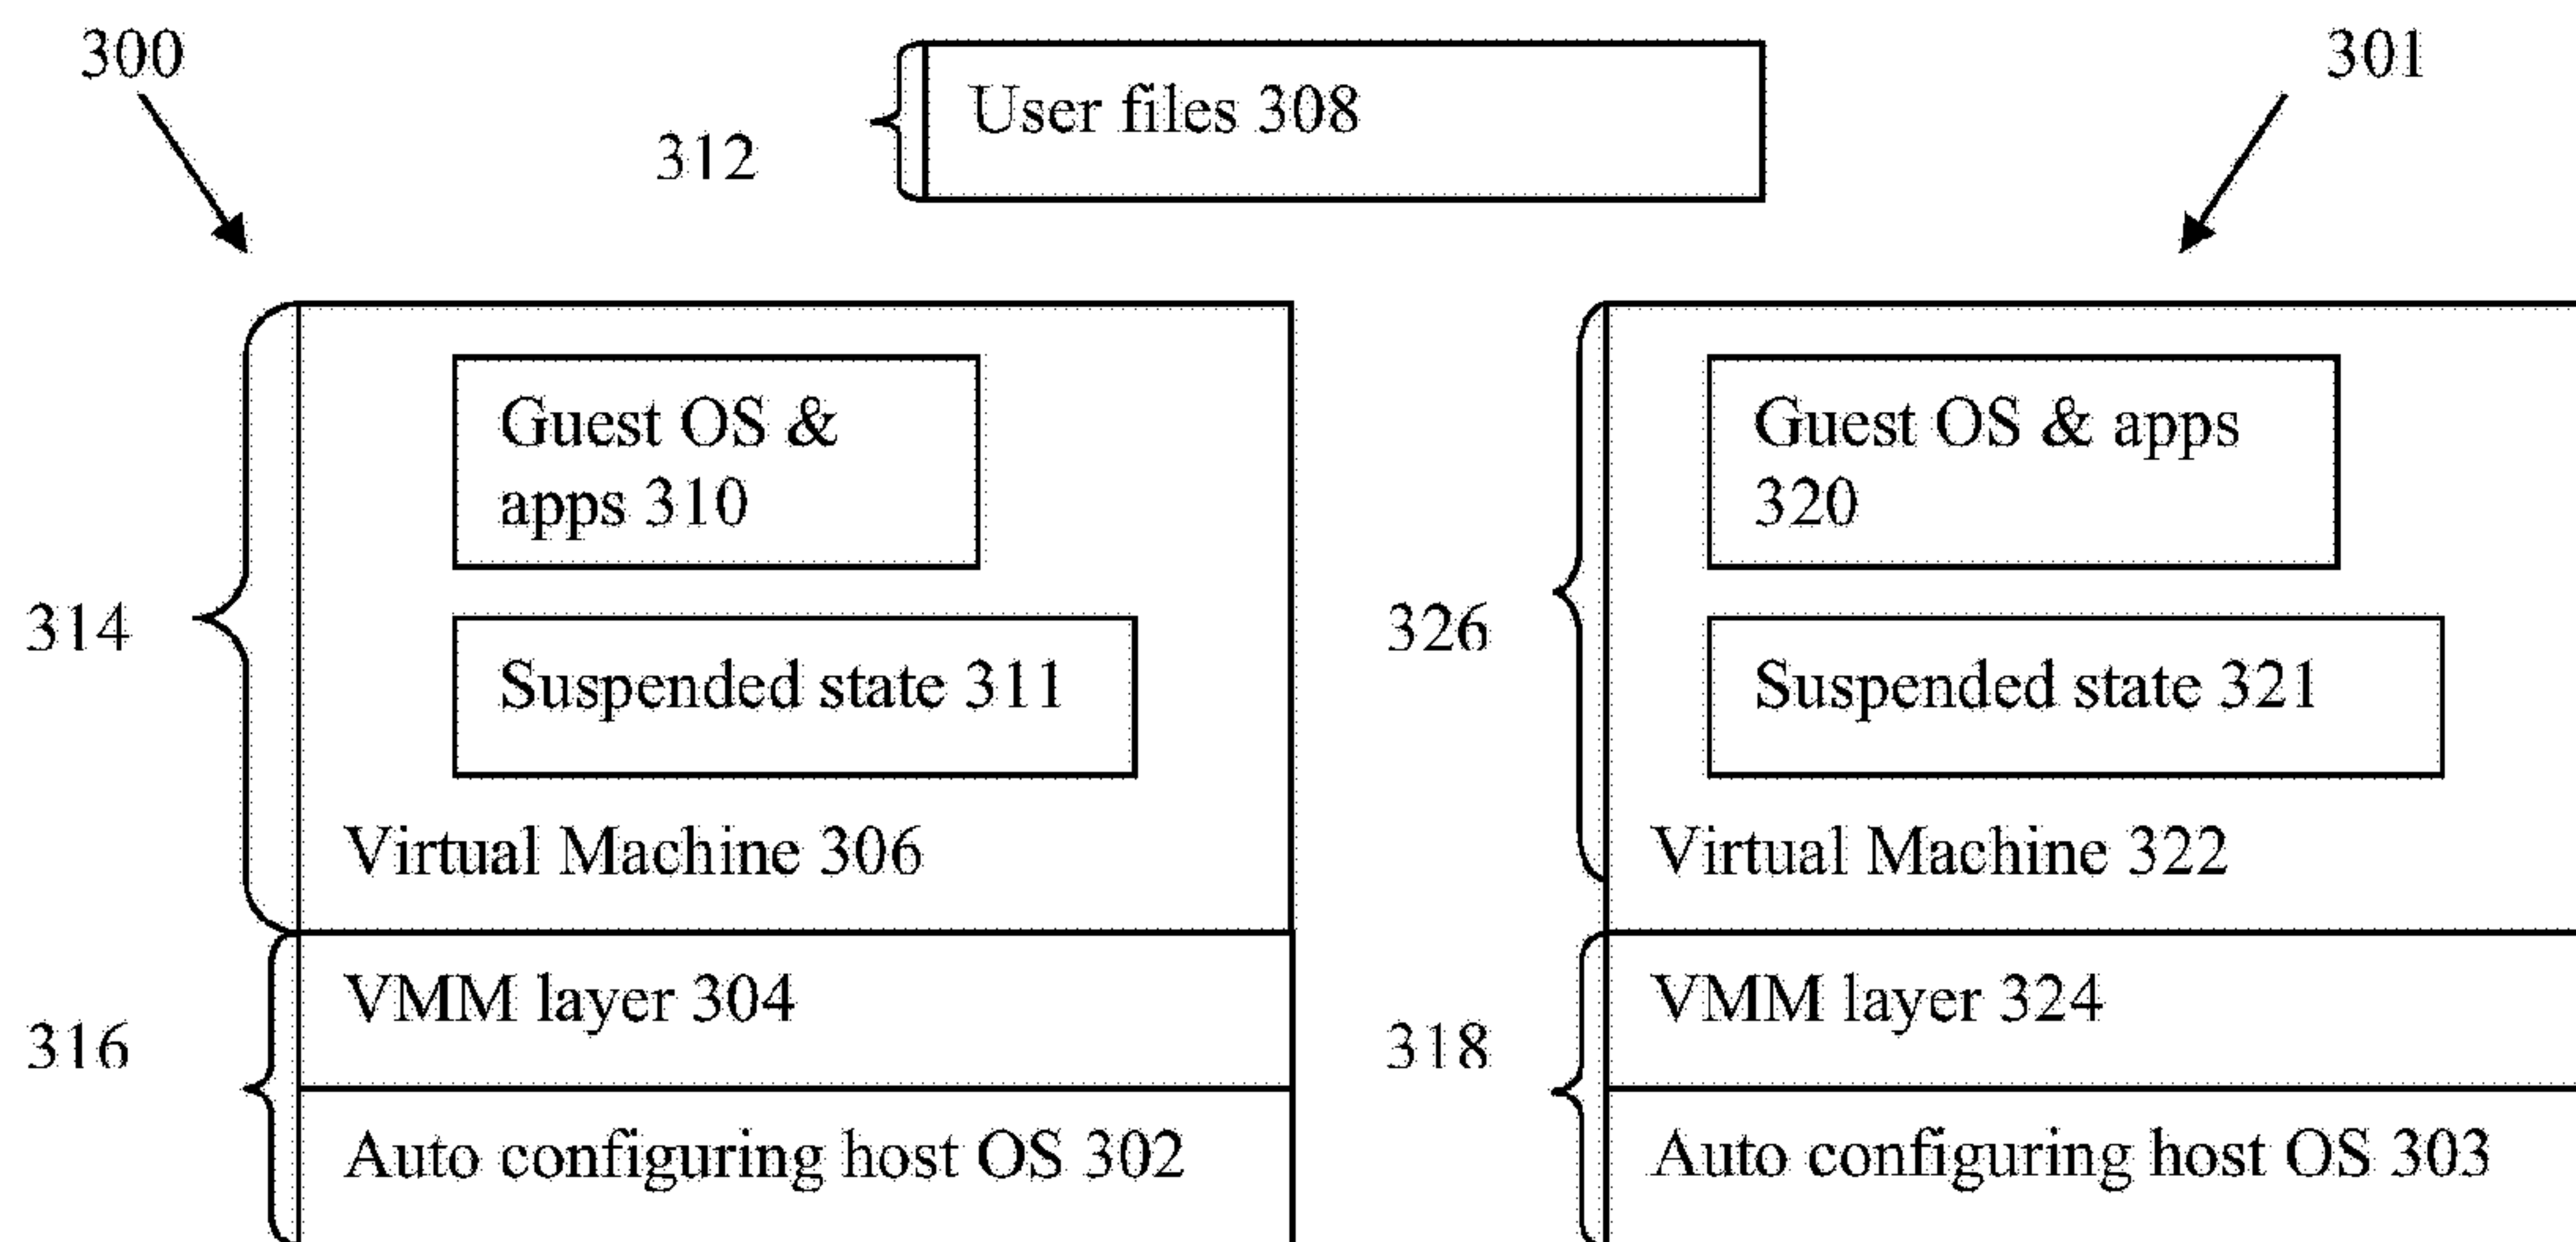 300
301
User files 308
312
Guest OS &
apps 310
Suspended state 311
Virtual Machine 306
314
VMM layer 304
316
Auto configuring host OS 302
Guest OS & apps
320
326
Suspended state 321
Virtual Machine 322
VMM layer 324
318
Auto configuring host OS 303